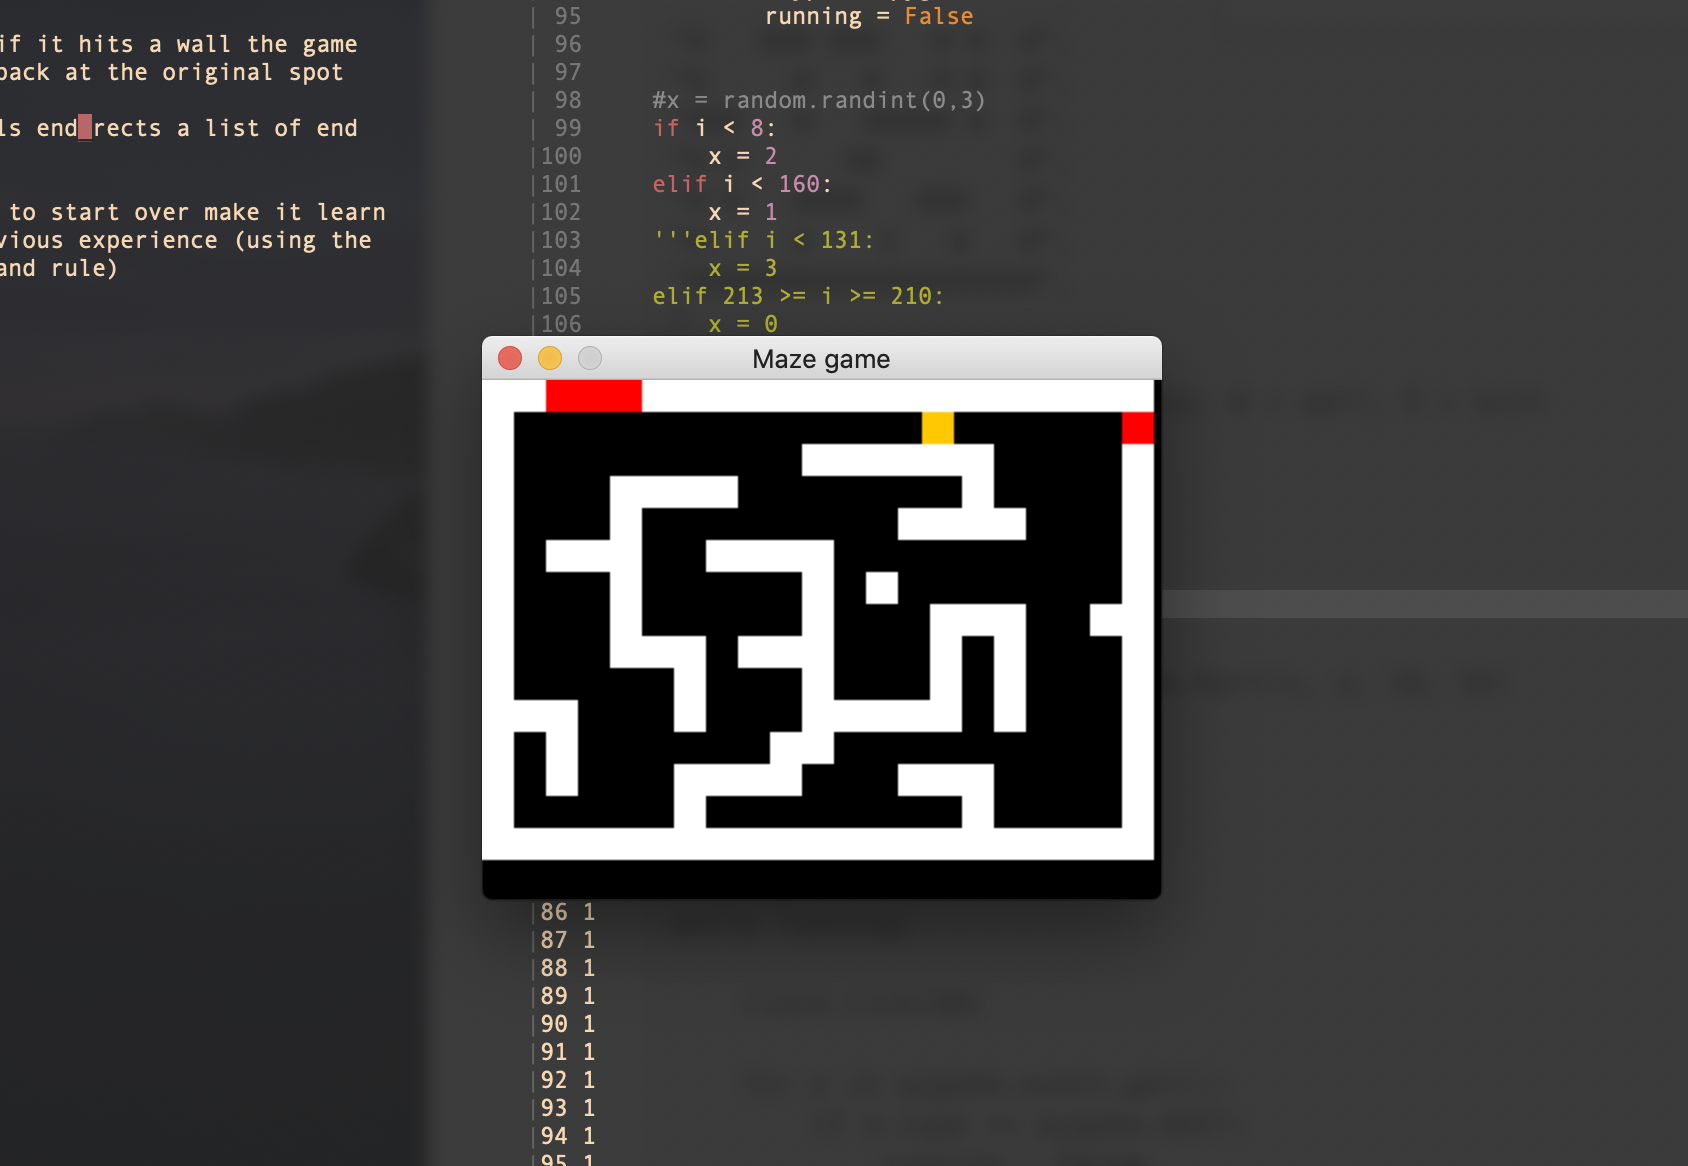 if it hits a wall the game
back at the original spot
ls end rects a list of end
to start over make it learn
vious experience (using the
and rule)
95 running = False
96
97
98 #x = random.randint(0,3)
99 if i < 8:
100 x = 2
101 elif i < 160:
102 x = 1
103 '''elif i < 131:
104 x = 3
105 elif 213 >= i >= 210:
106 x = 0
Maze game
86 1
87 1
88 1
89 1
90 1
91 1
92 1
93 1
94 1
95 1